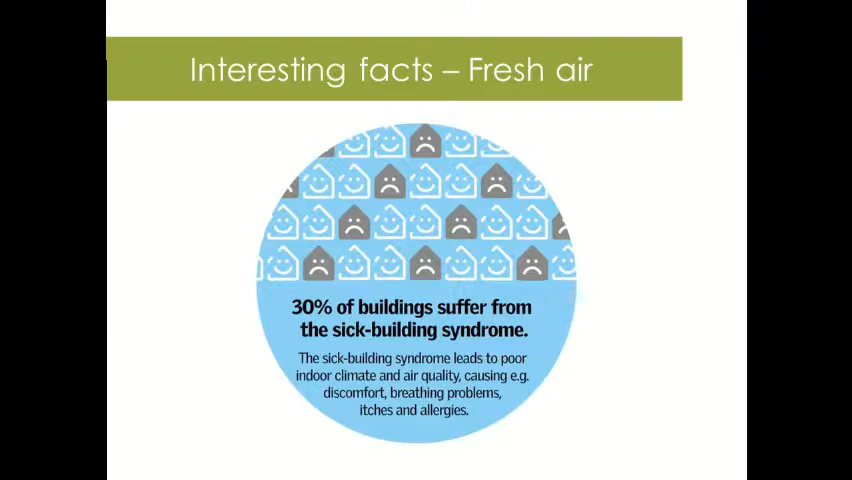 Interesting facts – Fresh air
30% of buildings suffer from
the sick-building syndrome.
The sick-building syndrome leads to poor
indoor climate and air quality, causing e.g.
discomfort, breathing problems,
itches and allergies.